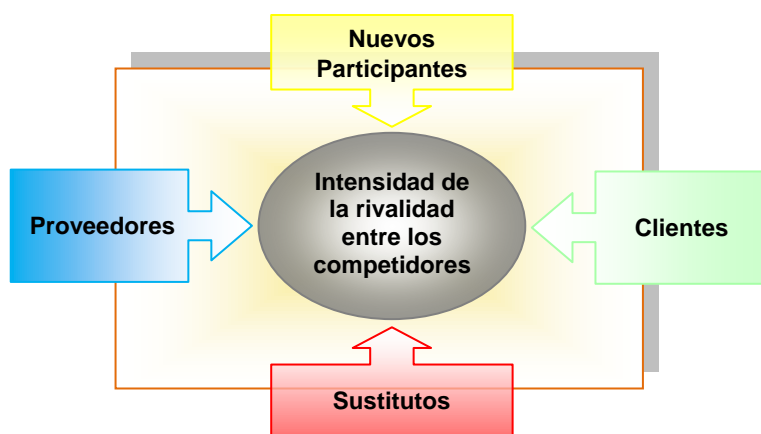 Nuevos
Participantes
Proveedores
Intensidad de
la rivalidad
entre los
competidores
Clientes
Sustitutos